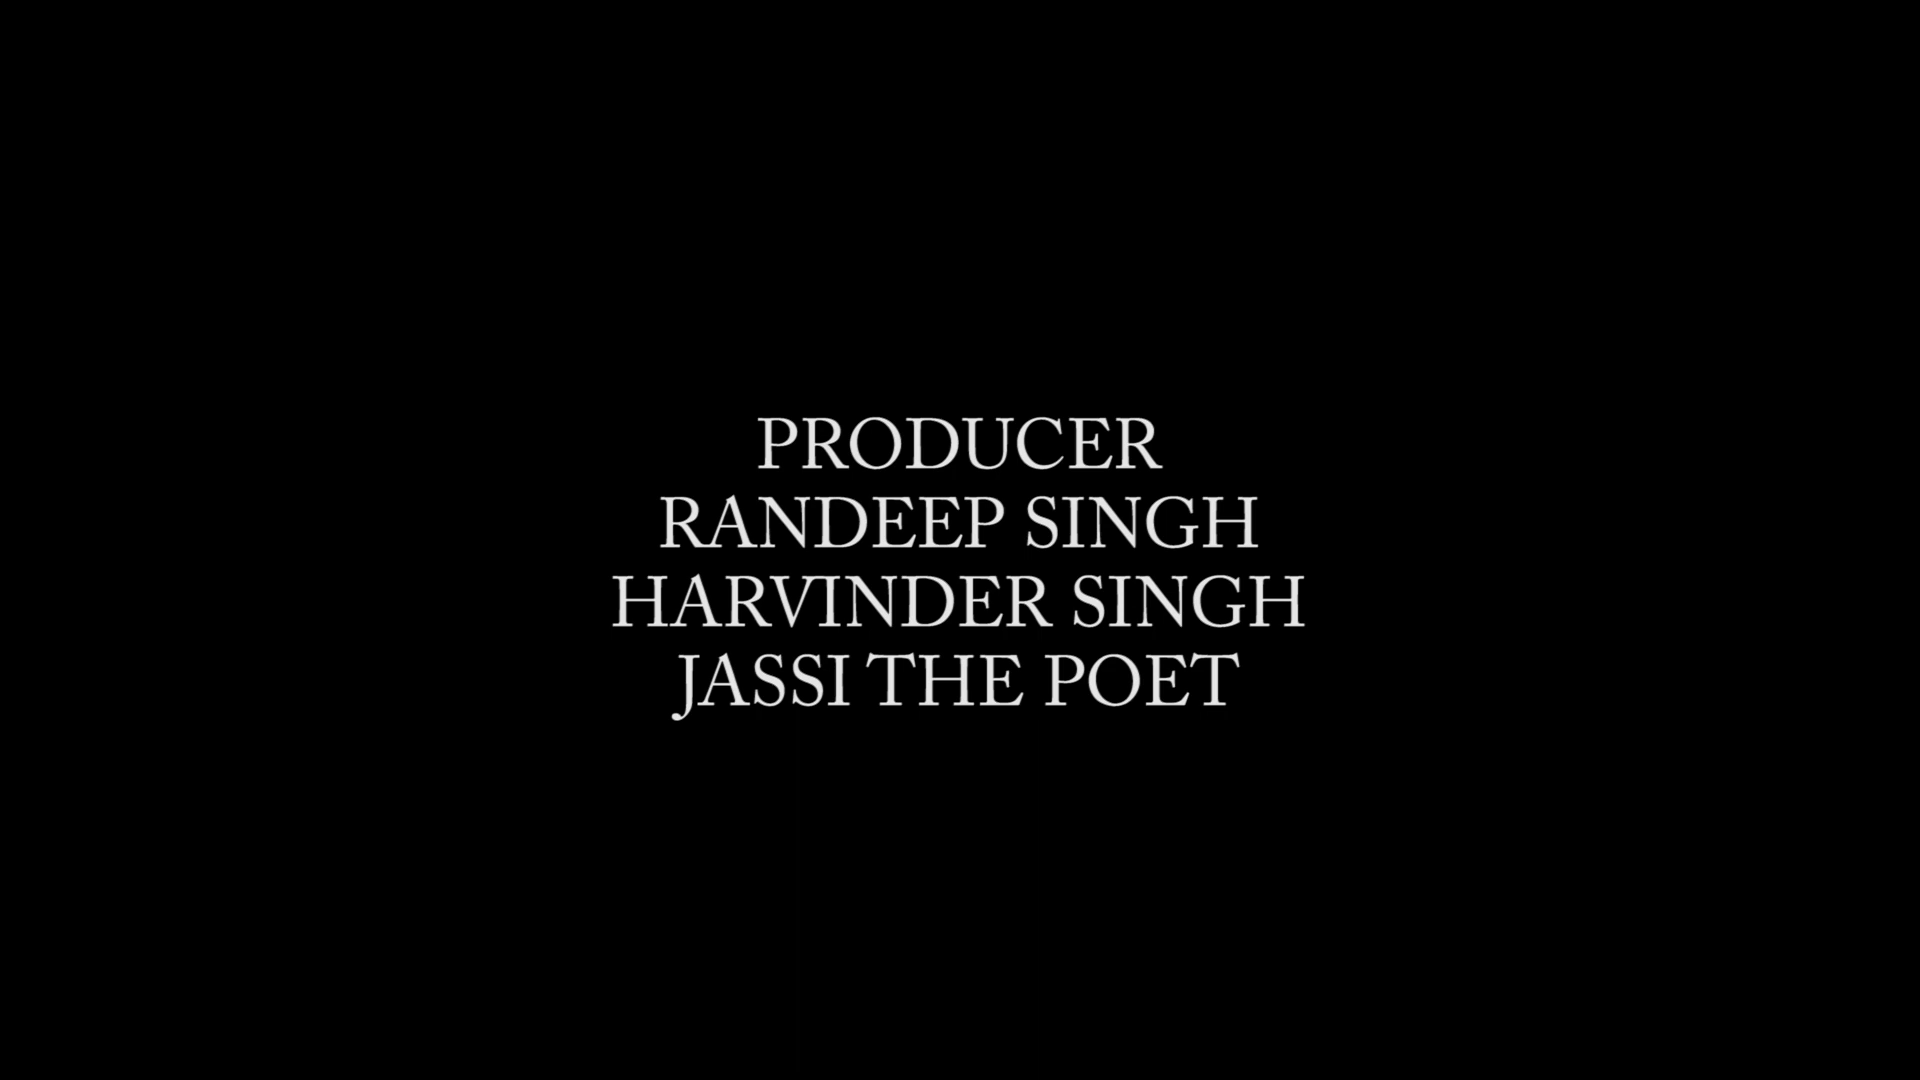 PRODUCER
RANDEEP SINGH
HARVINDER SINGH
JASSI THE POET